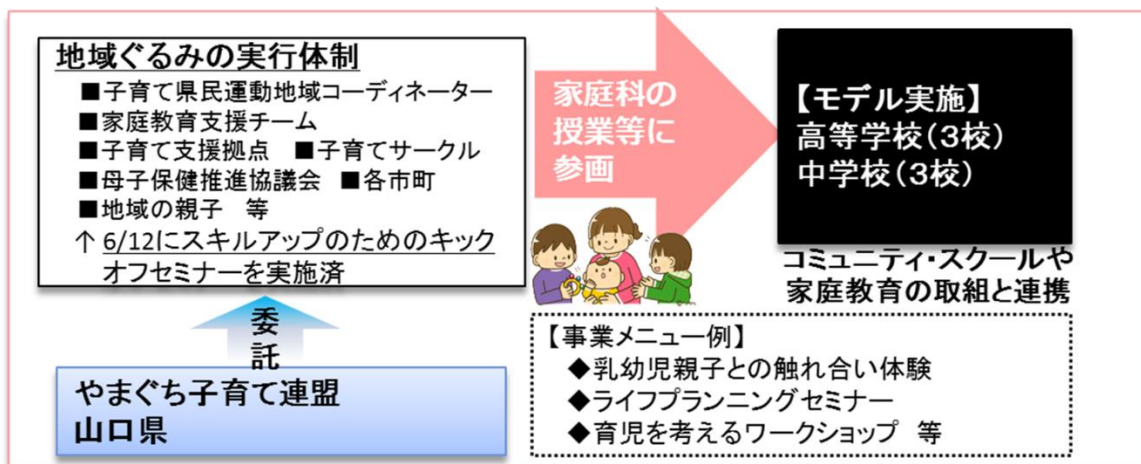 地域ぐるみの実行体制
■子育て県民運動地域コーディネーター
■家庭教育支援チーム
■子育て支援拠点　■子育てサークル
■母子保健推進協議会　■各市町
■地域の親子　等
↑ 6/12にスキルアップのためのキック
オフセミナーを実施済
委
託
やまぐち子育て連盟
山口県
家庭科の
授業等に
参画
【モデル実施】
高等学校(3校)
中学校(3校)
コミュニティ・スクールや
家庭教育の取組と連携
【事業メニュー例】
◆乳幼児親子との触れ合い体験
◆ライフプランニングセミナー
◆育児を考えるワークショップ　等